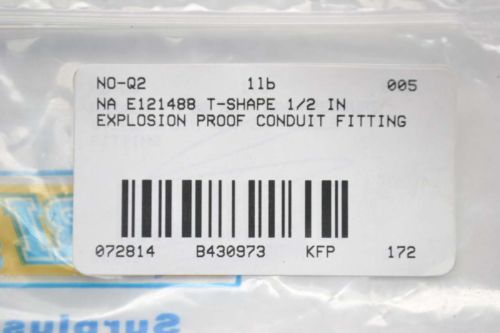 NO-Q2 1lb 005
NA E121488 T-SHAPE 1/2 IN
EXPLOSION PROOF CONDUIT FITTING
072814 B430973 KFP 172
Surplus